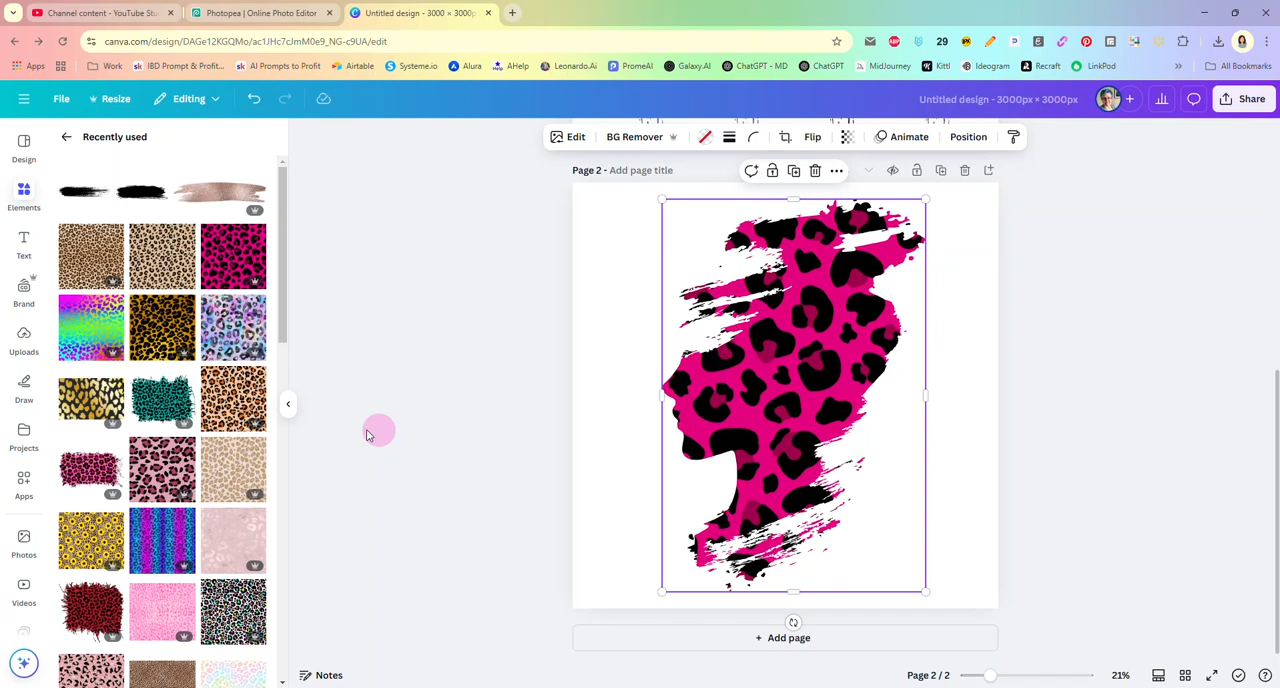 Channel content - YouTube Stu
Photopea | Online Photo Editor
Untitled design - 3000 × 3000p
canva.com/design/DAGe12KGQMo/ac1JHc7cJmM0e9_NG-c9UA/edit
29
Apps
Work
IBD Prompt & Profit...
AI Prompts to Profit
Airtable
Systeme.io
Alura
AHelp
Leonardo.Ai
PromeAI
Galaxy.AI
ChatGPT - MD
ChatGPT
MidJourney
Kittl
Ideogram
Recraft
LinkPod
All Bookmarks
File
Resize
Editing
Untitled design - 3000px × 3000px
Share
Design
Elements
Text
Brand
Uploads
Draw
Projects
Apps
Photos
Videos
Recently used
Edit
BG Remover
Flip
Animate
Position
Page 2 - Add page title
+ Add page
Notes
Page 2 / 2
21%